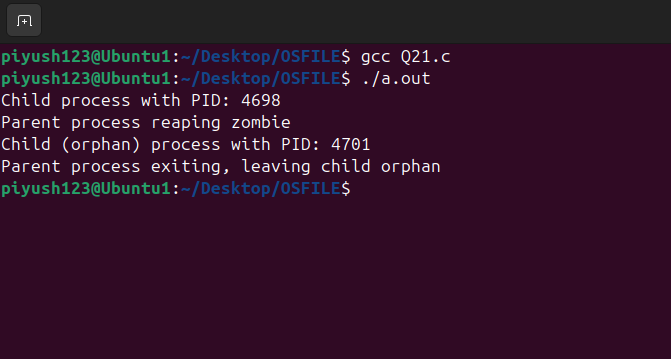 piyush123@Ubuntu1:~/Desktop/OSFILE$ gcc Q21.c
piyush123@Ubuntu1:~/Desktop/OSFILE$ ./a.out
Child process with PID: 4698
Parent process reaping zombie
Child (orphan) process with PID: 4701
Parent process exiting, leaving child orphan
piyush123@Ubuntu1:~/Desktop/OSFILE$